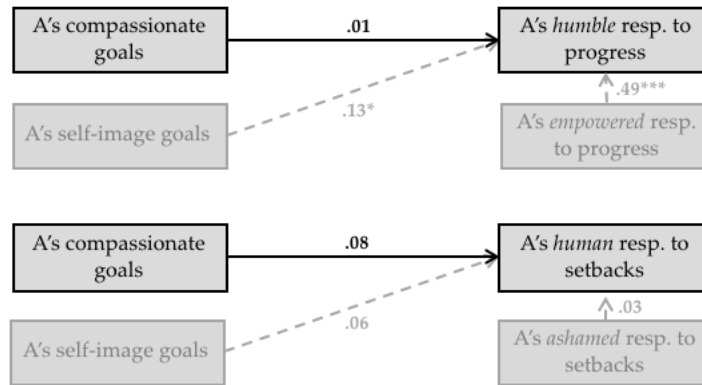 A's compassionate
goals
.01
A's humble resp. to
progress
A's self-image goals
.13*
.49***
A's empowered resp.
to progress
A's compassionate
goals
.08
A's human resp. to
setbacks
A's self-image goals
.06
.03
A's ashamed resp. to
setbacks